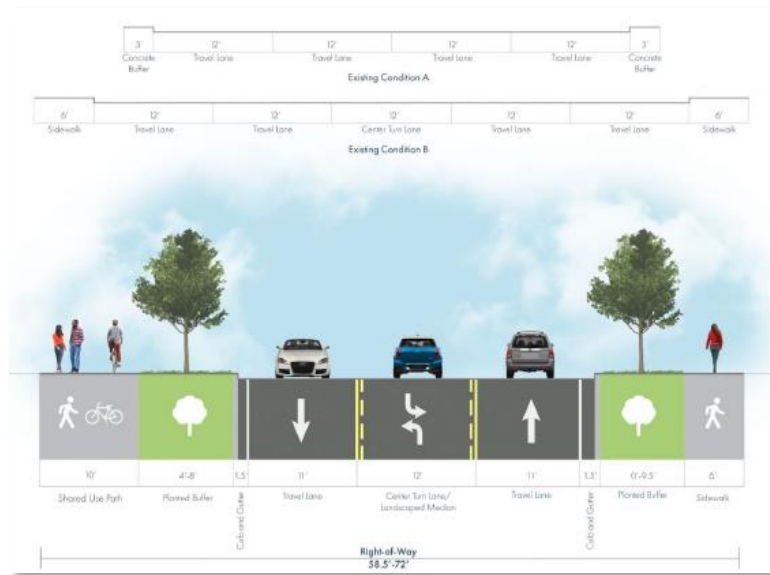 3' 12' 12' 12' 12' 3'
Concrete Buffer Travel Lane Travel Lane Travel Lane Travel Lane Concrete Buffer
Existing Condition A
6' 12' 12' 12' 12' 12' 6'
Sidewalk Travel Lane Travel Lane Center Turn Lane Travel Lane Travel Lane Sidewalk
Existing Condition B
10' 4'-8' 1.5' 11' 12' 11' 1.5' 0'-9.5' 6'
Shared Use Path Planted Buffer Curb and Gutter Travel Lane Center Turn Lane/ Landscaped Median Travel Lane Curb and Gutter Planted Buffer Sidewalk
Right-of-Way
58.5'-72'